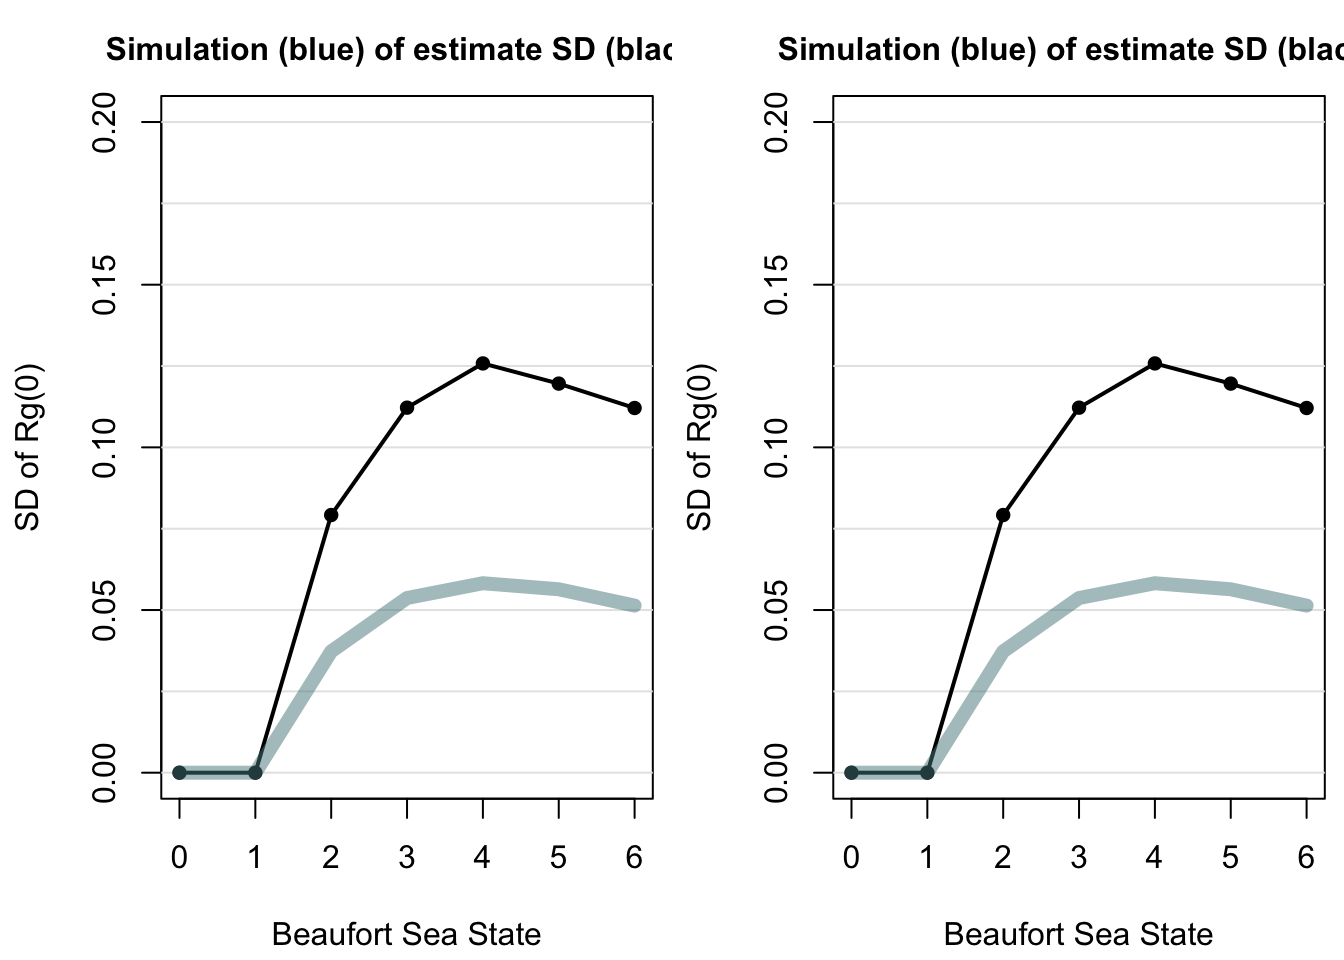 Simulation (blue) of estimate SD (blac
0.20
0.15
0.10
0.05
0.00
SD of Rg(0)
0 1 2 3 4 5 6
Beaufort Sea State
Simulation (blue) of estimate SD (blac
0.20
0.15
0.10
0.05
0.00
SD of Rg(0)
0 1 2 3 4 5 6
Beaufort Sea State